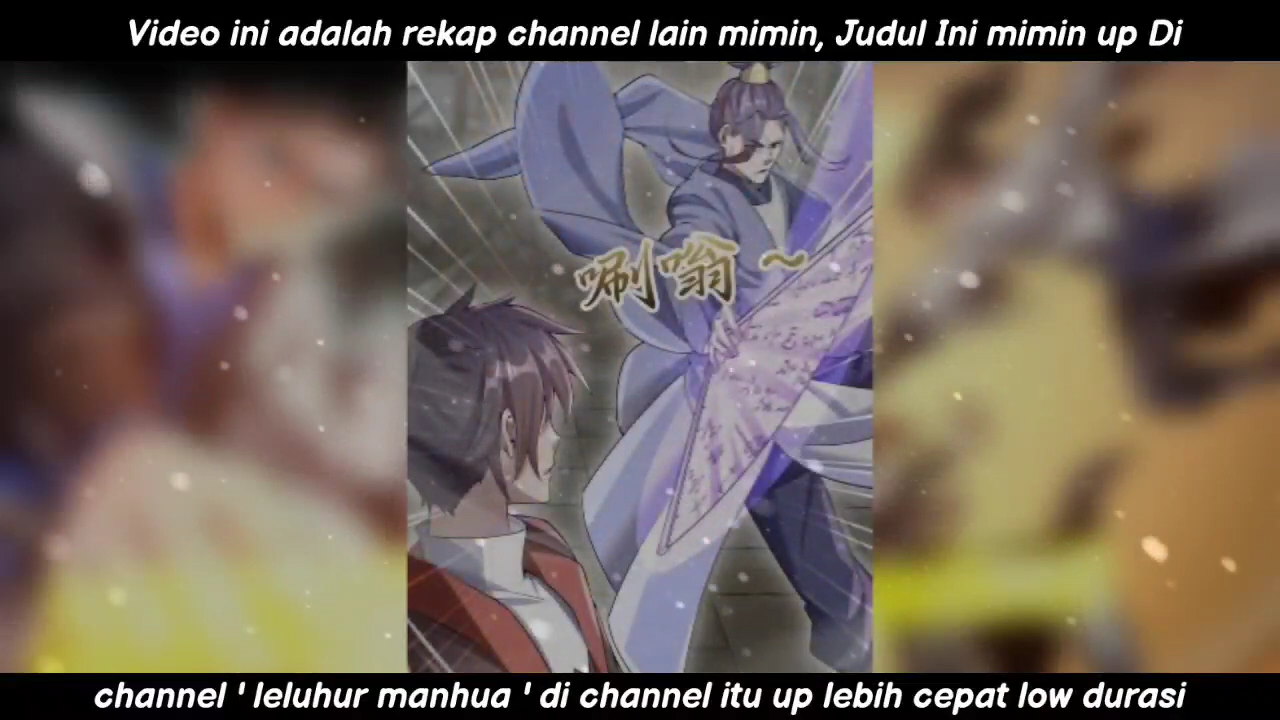 Video ini adalah rekap channel lain mimin, Judul Ini mimin up Di
唰嗡～
channel ' leluhur manhua ' di channel itu up lebih cepat low durasi